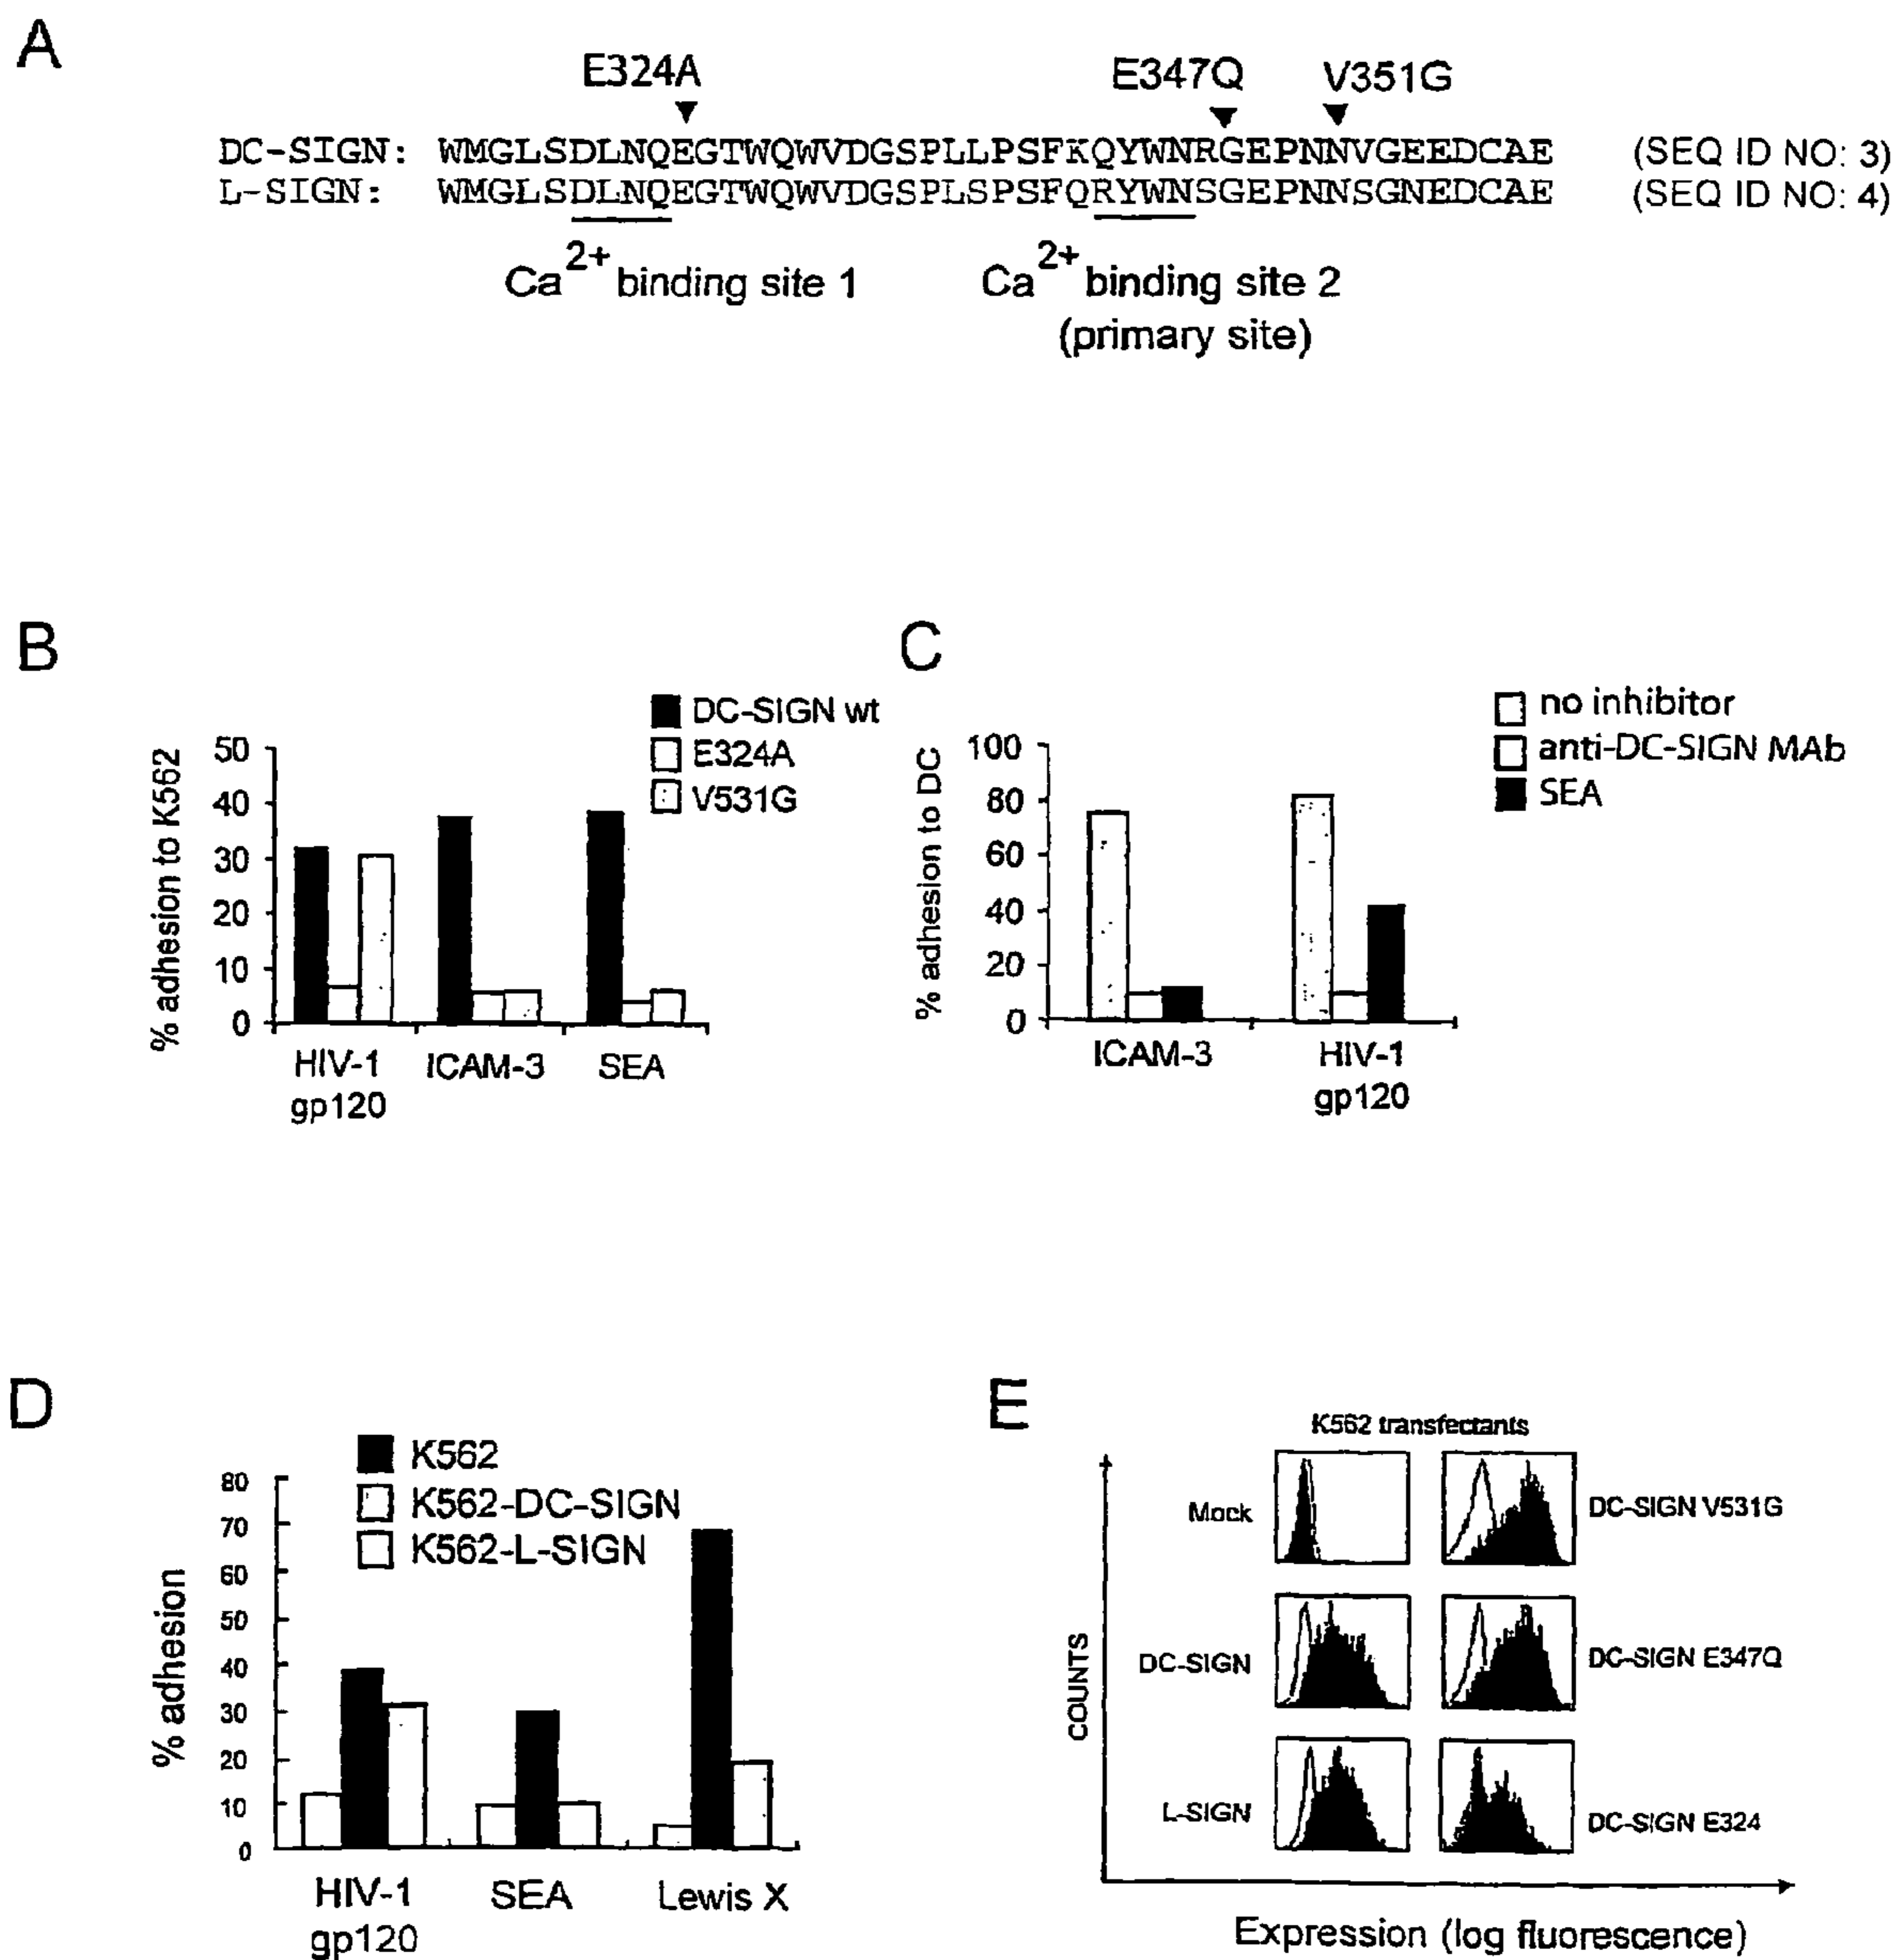 A
E324A E347Q V351G
DC-SIGN: WMGLSDLNQEGTWQWVDGSPLLPSFKQYWNRGEPNNVGEEDCAE (SEQ ID NO: 3)
L-SIGN: WMGLSDLNQEGTWQWVDGSPLSPSFQRYWNSGEPNNSGNEDCAE (SEQ ID NO: 4)
Ca2+ binding site 1 Ca2+ binding site 2
(primary site)
B
DC-SIGN wt
E324A
V531G
% adhesion to K562
50
40
30
20
10
0
HIV-1 ICAM-3 SEA
gp120
C
no inhibitor
anti-DC-SIGN MAb
SEA
% adhesion to DC
100
80
60
40
20
0
ICAM-3 HIV-1
gp120
D
K562
K562-DC-SIGN
K562-L-SIGN
% adhesion
80
70
60
50
40
30
20
10
0
HIV-1 SEA Lewis X
gp120
E
K562 transfectants
Mock DC-SIGN V531G
DC-SIGN DC-SIGN E347Q
L-SIGN DC-SIGN E324
COUNTS
Expression (log fluorescence)